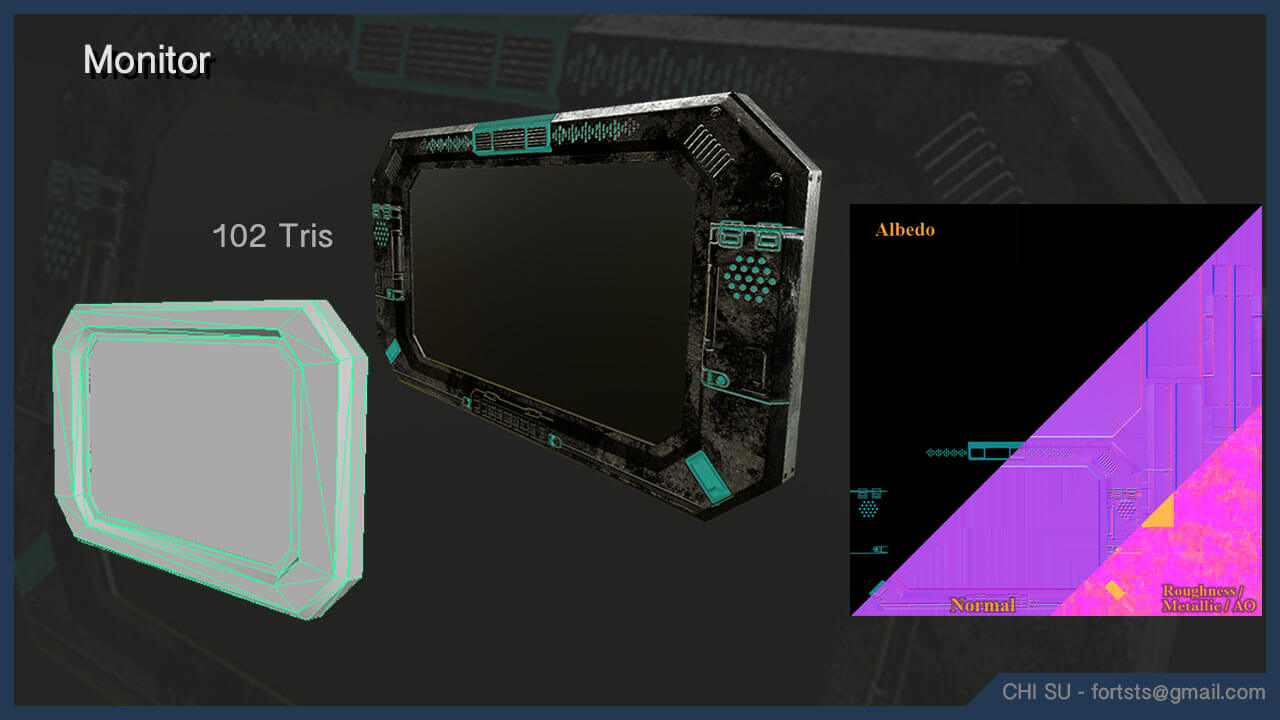 Monitor
102 Tris
Albedo
Normal
Roughness /
Metallic / AO
CHI SU - fortsts@gmail.com